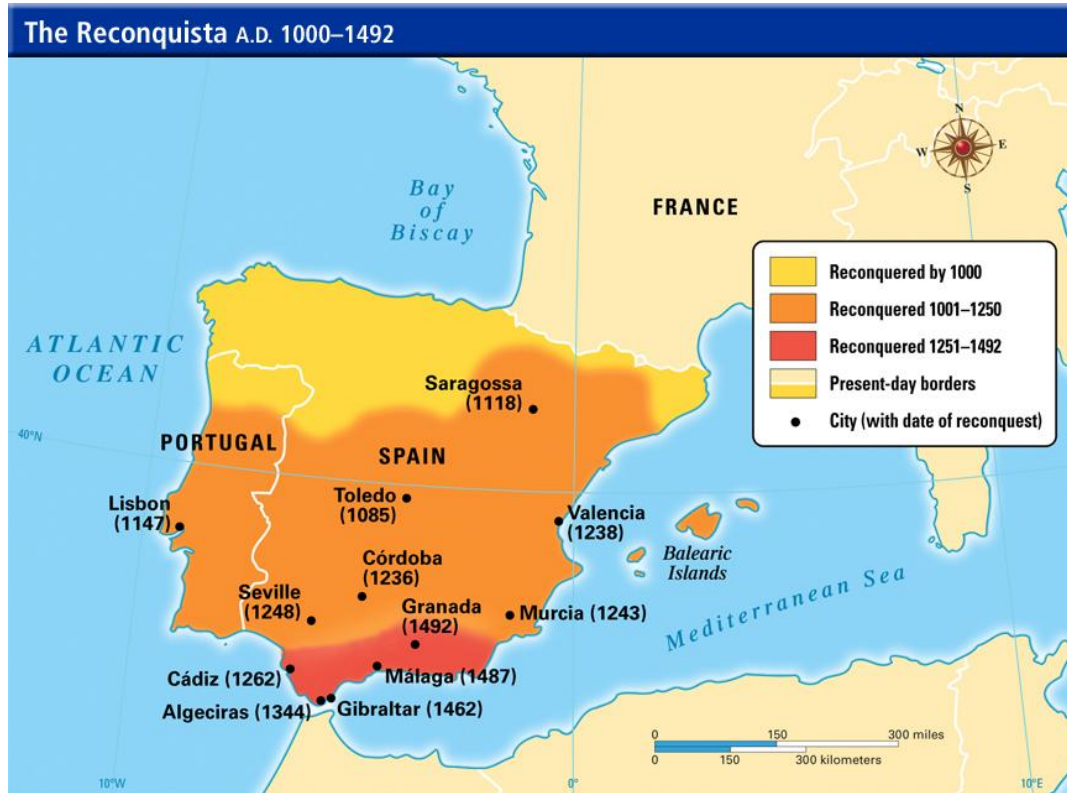 The Reconquista A.D. 1000–1492
N
W
E
S
Bay
of
Biscay
FRANCE
Reconquered by 1000
Reconquered 1001–1250
Reconquered 1251–1492
Present-day borders
City (with date of reconquest)
ATLANTIC
OCEAN
Saragossa
(1118)
40°N
PORTUGAL
SPAIN
Lisbon
(1147)
Toledo
(1085)
Valencia
(1238)
Balearic
Islands
Córdoba
(1236)
Seville
(1248)
Granada
(1492)
Murcia (1243)
Mediterranean Sea
Cádiz (1262)
Málaga (1487)
Algeciras (1344)
Gibraltar (1462)
0 150 300 miles
0 150 300 kilometers
10°W
0°
10°E